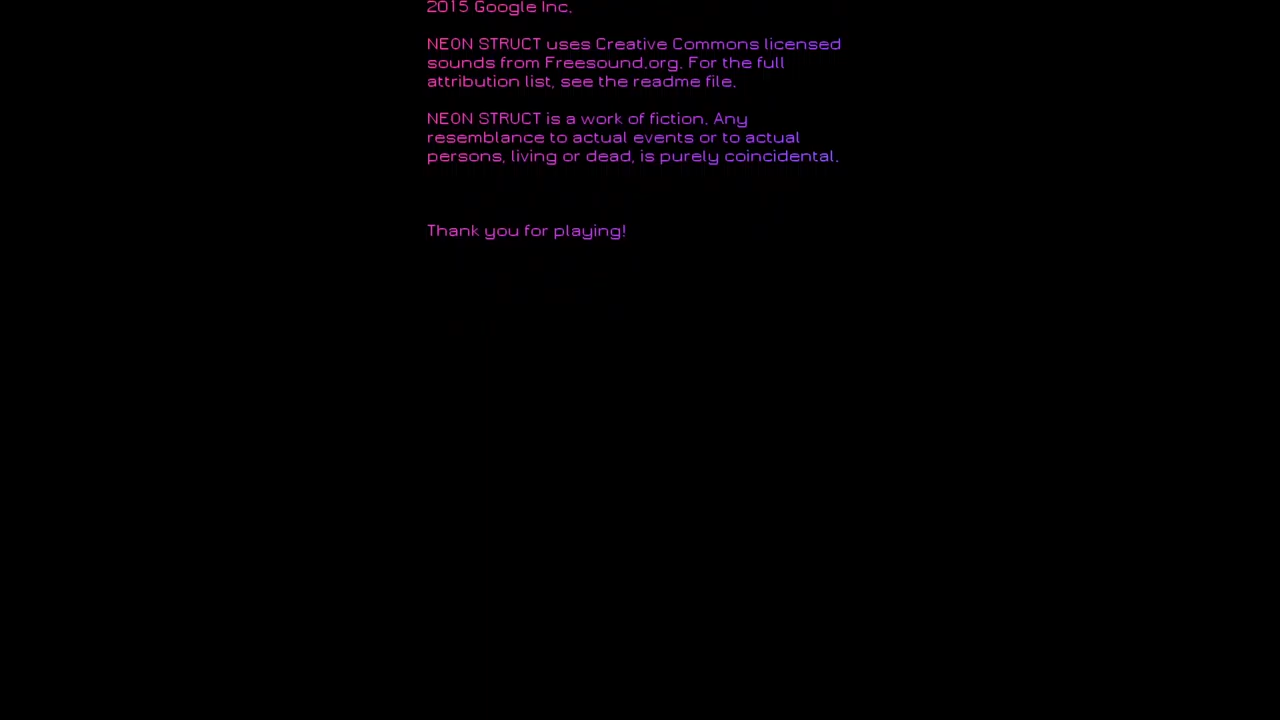 2015 Google Inc.
NEON STRUCT uses Creative Commons licensed
sounds from Freesound.org. For the full
attribution list, see the readme file.
NEON STRUCT is a work of fiction. Any
resemblance to actual events or to actual
persons, living or dead, is purely coincidental.
Thank you for playing!